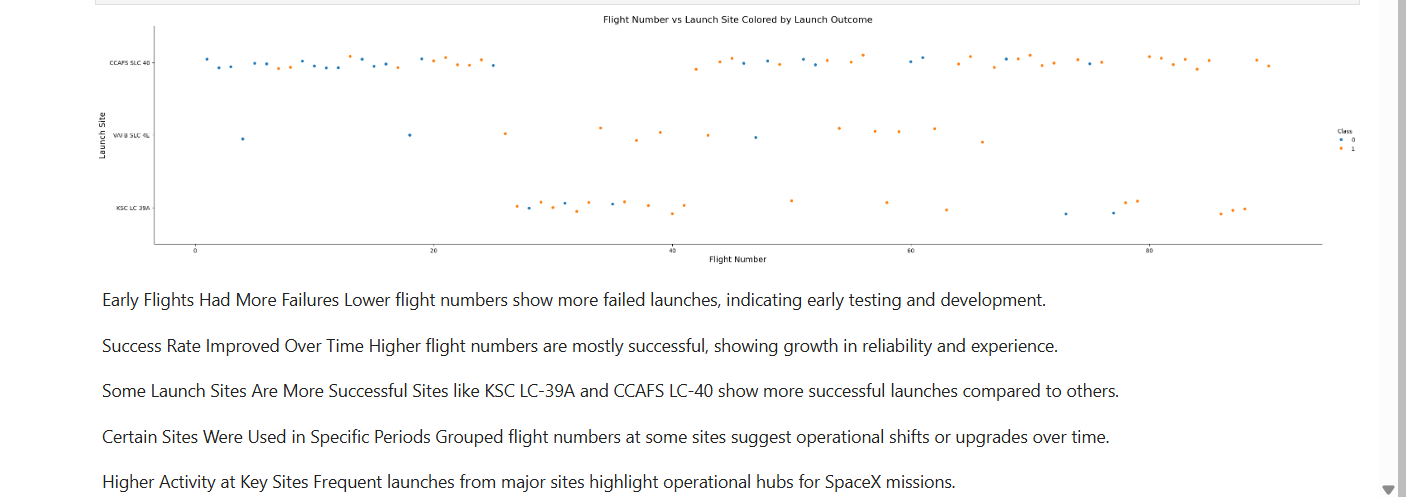 Flight Number vs Launch Site Colored by Launch Outcome
CCAFS SLC 40
Launch Site
VAFB SLC 4E
Class
0
1
KSC LC 39A
0 20 40 60 80
Flight Number
Early Flights Had More Failures Lower flight numbers show more failed launches, indicating early testing and development.
Success Rate Improved Over Time Higher flight numbers are mostly successful, showing growth in reliability and experience.
Some Launch Sites Are More Successful Sites like KSC LC-39A and CCAFS LC-40 show more successful launches compared to others.
Certain Sites Were Used in Specific Periods Grouped flight numbers at some sites suggest operational shifts or upgrades over time.
Higher Activity at Key Sites Frequent launches from major sites highlight operational hubs for SpaceX missions.